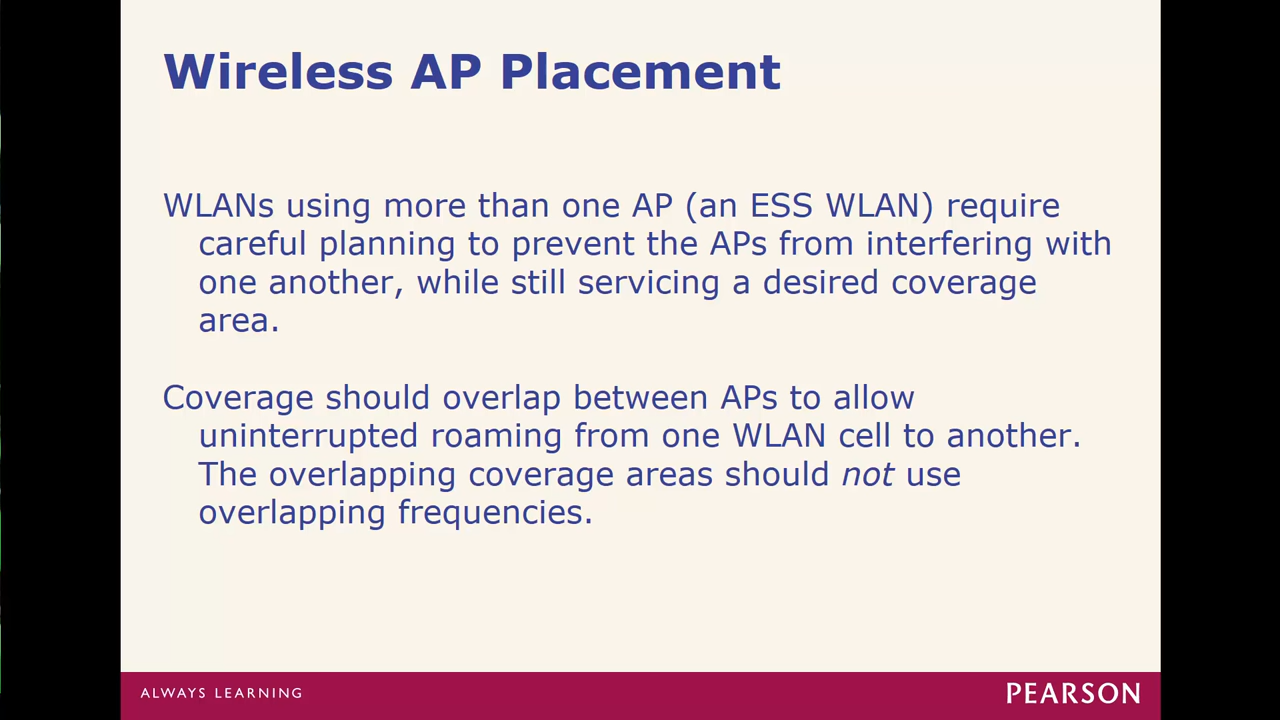 Wireless AP Placement
WLANs using more than one AP (an ESS WLAN) require
careful planning to prevent the APs from interfering with
one another, while still servicing a desired coverage
area.
Coverage should overlap between APs to allow
uninterrupted roaming from one WLAN cell to another.
The overlapping coverage areas should not use
overlapping frequencies.
ALWAYS LEARNING
PEARSON